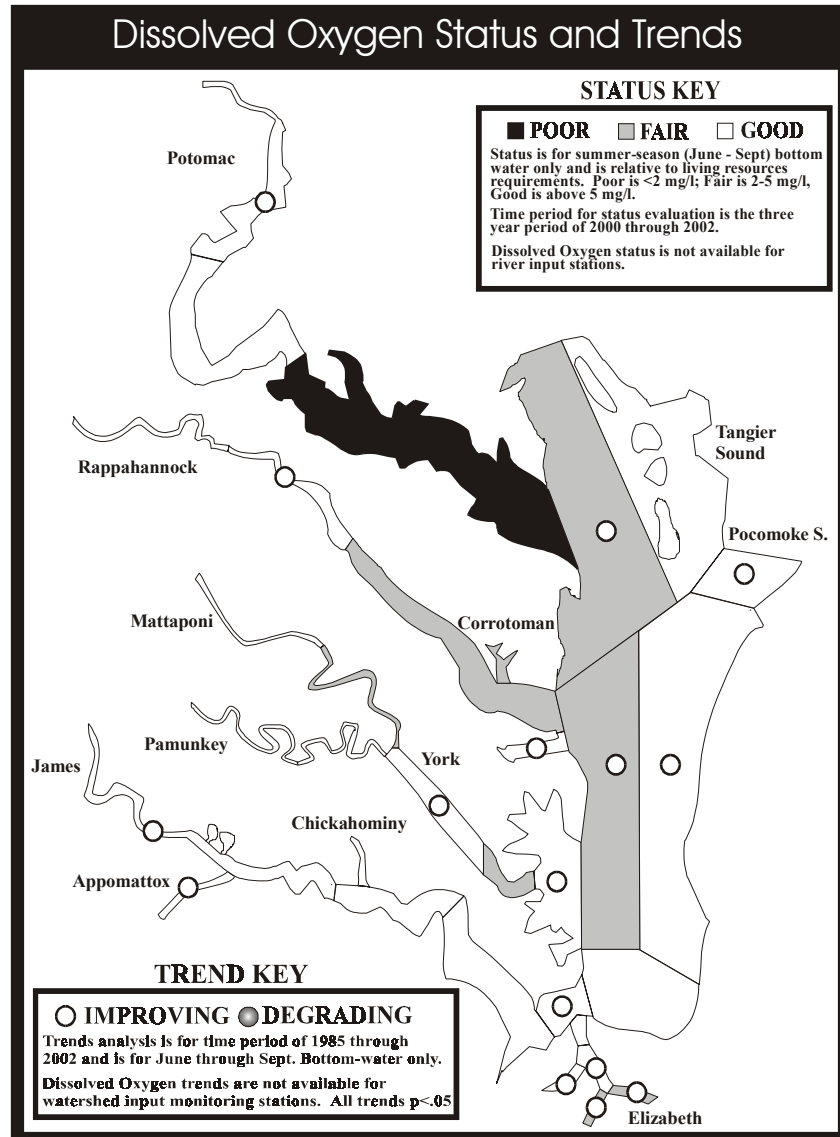 Dissolved Oxygen Status and Trends
STATUS KEY
POOR FAIR GOOD
Status is for summer-season (June - Sept) bottom
water only and is relative to living resources
requirements. Poor is <2 mg/l; Fair is 2-5 mg/l,
Good is above 5 mg/l.
Time period for status evaluation is the three
year period of 2000 through 2002.
Dissolved Oxygen status is not available for
river input stations.
Potomac
Tangier
Sound
Rappahannock
Pocomoke S.
Mattaponi
Corrotoman
Pamunkey
York
James
Chickahominy
Appomattox
TREND KEY
IMPROVING DEGRADING
Trends analysis is for time period of 1985 through
2002 and is for June through Sept. Bottom-water only.
Dissolved Oxygen trends are not available for
watershed input monitoring stations. All trends p<.05
Elizabeth